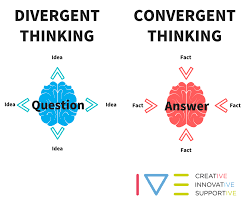 DIVERGENT
THINKING
Idea
Idea Question Idea
Idea
CONVERGENT
THINKING
Fact
Fact Answer Fact
Fact
CREATIVE
INNOVATIVE
SUPPORTIVE